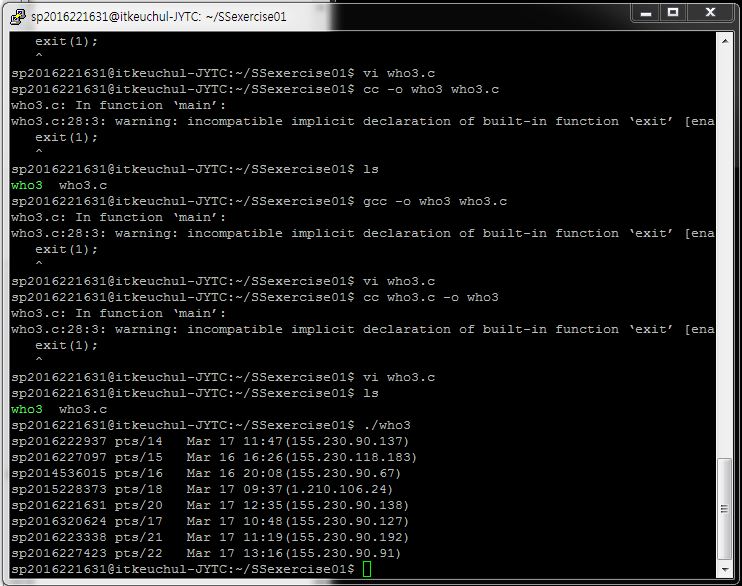 sp2016221631@itkeuchul-JYTC: ~/SSexercise01
   exit(1);
   ^
sp2016221631@itkeuchul-JYTC:~/SSexercise01$ vi who3.c
sp2016221631@itkeuchul-JYTC:~/SSexercise01$ cc -o who3 who3.c
who3.c: In function ‘main’:
who3.c:28:3: warning: incompatible implicit declaration of built-in function ‘exit’ [ena
   exit(1);
   ^
sp2016221631@itkeuchul-JYTC:~/SSexercise01$ ls
who3  who3.c
sp2016221631@itkeuchul-JYTC:~/SSexercise01$ gcc -o who3 who3.c
who3.c: In function ‘main’:
who3.c:28:3: warning: incompatible implicit declaration of built-in function ‘exit’ [ena
   exit(1);
   ^
sp2016221631@itkeuchul-JYTC:~/SSexercise01$ vi who3.c
sp2016221631@itkeuchul-JYTC:~/SSexercise01$ cc who3.c -o who3
who3.c: In function ‘main’:
who3.c:28:3: warning: incompatible implicit declaration of built-in function ‘exit’ [ena
   exit(1);
   ^
sp2016221631@itkeuchul-JYTC:~/SSexercise01$ vi who3.c
sp2016221631@itkeuchul-JYTC:~/SSexercise01$ ls
who3  who3.c
sp2016221631@itkeuchul-JYTC:~/SSexercise01$ ./who3
sp2016222937 pts/14   Mar 17 11:47(155.230.90.137)
sp2016227097 pts/15   Mar 16 16:26(155.230.118.183)
sp2014536015 pts/16   Mar 16 20:08(155.230.90.67)
sp2015228373 pts/18   Mar 17 09:37(1.210.106.24)
sp2016221631 pts/20   Mar 17 12:35(155.230.90.138)
sp2016320624 pts/17   Mar 17 10:48(155.230.90.127)
sp2016223338 pts/21   Mar 17 11:19(155.230.90.192)
sp2016227423 pts/22   Mar 17 13:16(155.230.90.91)
sp2016221631@itkeuchul-JYTC:~/SSexercise01$